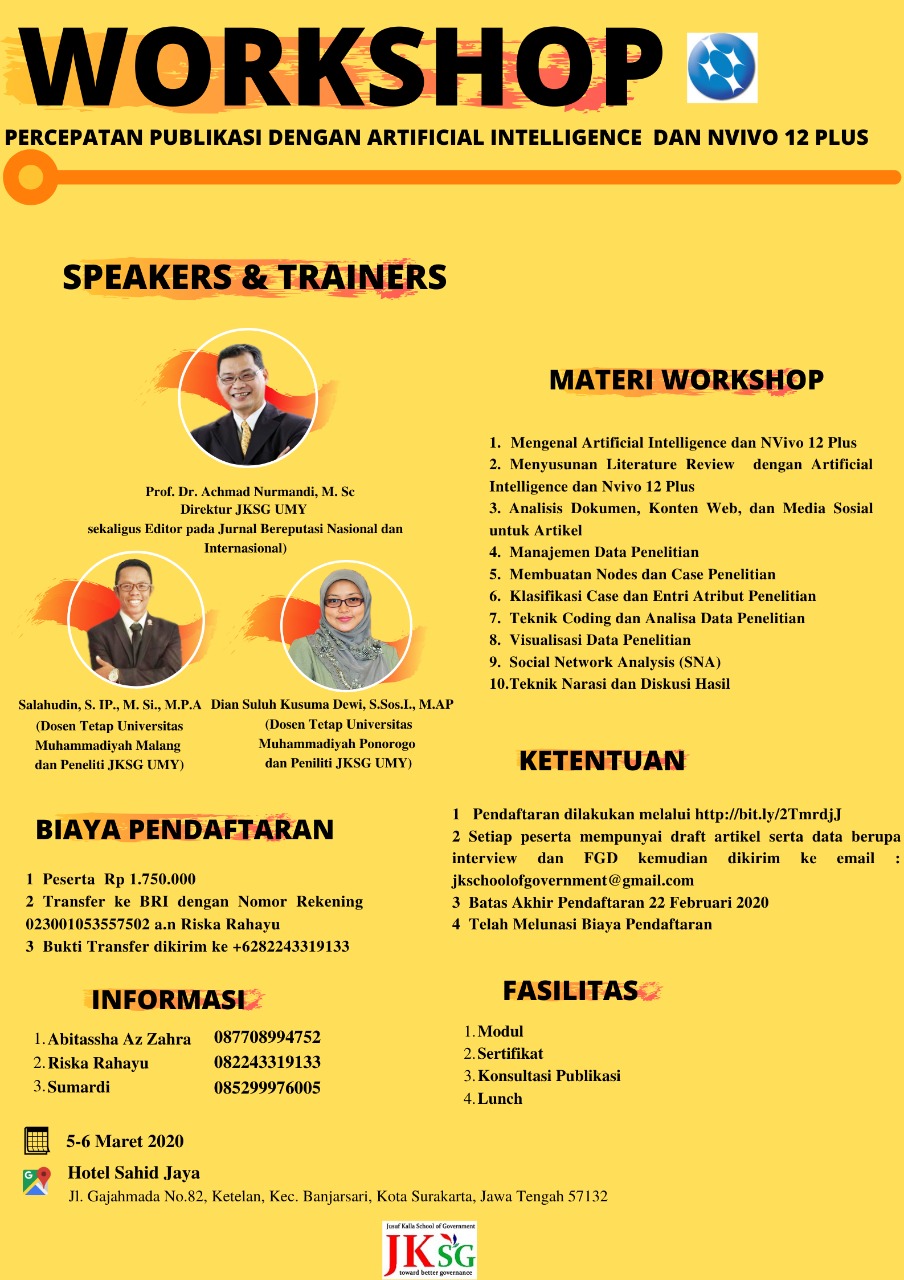 WORKSHOP
PERCEPATAN PUBLIKASI DENGAN ARTIFICIAL INTELLIGENCE DAN NVIVO 12 PLUS
SPEAKERS & TRAINERS
Prof. Dr. Achmad Nurmandi, M. Sc
Direktur JKSG UMY
sekaligus Editor pada Jurnal Bereputasi Nasional dan
Internasional)
Salahudin, S. IP., M. Si., M.P.A
(Dosen Tetap Universitas
Muhammadiyah Malang
dan Peneliti JKSG UMY)
Dian Suluh Kusuma Dewi, S.Sos.I., M.AP
(Dosen Tetap Universitas
Muhammadiyah Ponorogo
dan Peniliti JKSG UMY)
MATERI WORKSHOP
1. Mengenal Artificial Intelligence dan NVivo 12 Plus
2. Menyusunan Literature Review dengan Artificial
Intelligence dan Nvivo 12 Plus
3. Analisis Dokumen, Konten Web, dan Media Sosial
untuk Artikel
4. Manajemen Data Penelitian
5. Membuatan Nodes dan Case Penelitian
6. Klasifikasi Case dan Entri Atribut Penelitian
7. Teknik Coding dan Analisa Data Penelitian
8. Visualisasi Data Penelitian
9. Social Network Analysis (SNA)
10.Teknik Narasi dan Diskusi Hasil
BIAYA PENDAFTARAN
1 Peserta Rp 1.750.000
2 Transfer ke BRI dengan Nomor Rekening
023001053557502 a.n Riska Rahayu
3 Bukti Transfer dikirim ke +6282243319133
KETENTUAN
1 Pendaftaran dilakukan melalui http://bit.ly/2TmrdjJ
2 Setiap peserta mempunyai draft artikel serta data berupa
interview dan FGD kemudian dikirim ke email :
jkschoolofgovernment@gmail.com
3 Batas Akhir Pendaftaran 22 Februari 2020
4 Telah Melunasi Biaya Pendaftaran
INFORMASI
1. Abitassha Az Zahra 087708994752
2. Riska Rahayu 082243319133
3. Sumardi 085299976005
FASILITAS
1. Modul
2. Sertifikat
3. Konsultasi Publikasi
4. Lunch
5-6 Maret 2020
G
Hotel Sahid Jaya
Jl. Gajahmada No.82, Ketelan, Kec. Banjarsari, Kota Surakarta, Jawa Tengah 57132
Jusuf Kalla School of Government
JKSG
toward better governance